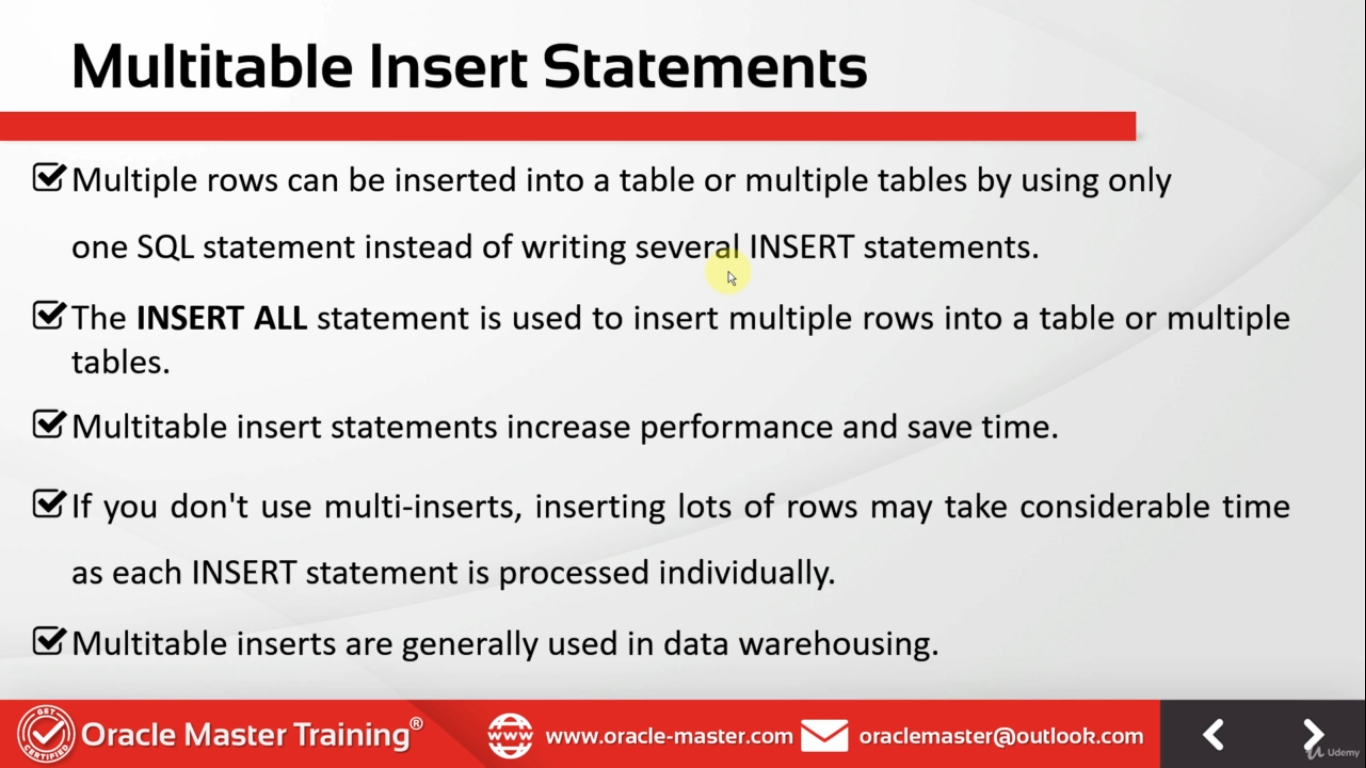 Multitable Insert Statements
Multiple rows can be inserted into a table or multiple tables by using only
one SQL statement instead of writing several INSERT statements.
The INSERT ALL statement is used to insert multiple rows into a table or multiple
tables.
Multitable insert statements increase performance and save time.
If you don't use multi-inserts, inserting lots of rows may take considerable time
as each INSERT statement is processed individually.
Multitable inserts are generally used in data warehousing.
GET
CERTIFIED
Oracle Master Training®
www
www.oracle-master.com
oraclemaster@outlook.com
Udemy